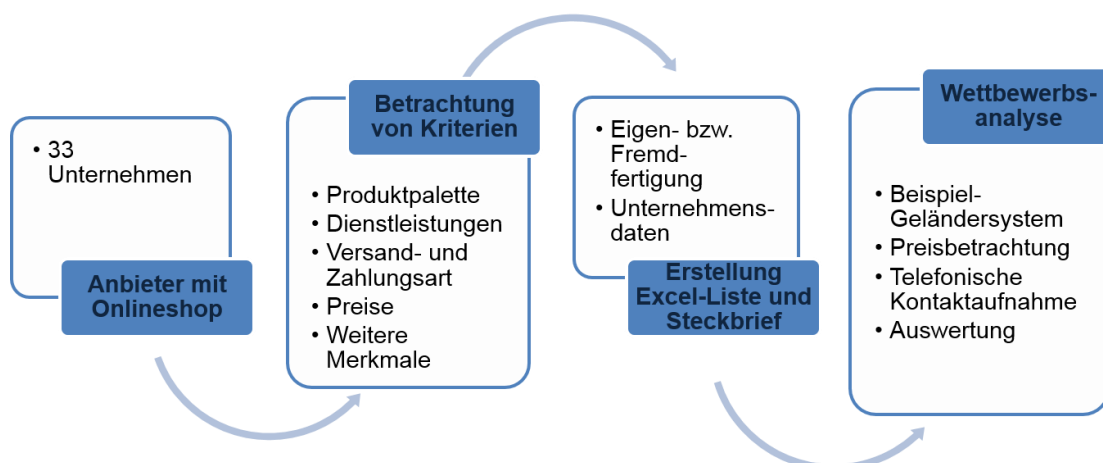 • 33
Unternehmen
Anbieter mit
Onlineshop
Betrachtung
von Kriterien
• Produktpalette
• Dienstleistungen
• Versand- und
Zahlungsart
• Preise
• Weitere
Merkmale
• Eigen- bzw.
Fremd-
fertigung
• Unternehmens-
daten
Erstellung
Excel-Liste und
Steckbrief
Wettbewerbs-
analyse
• Beispiel-
Geländersystem
• Preisbetrachtung
• Telefonische
Kontaktaufnahme
• Auswertung